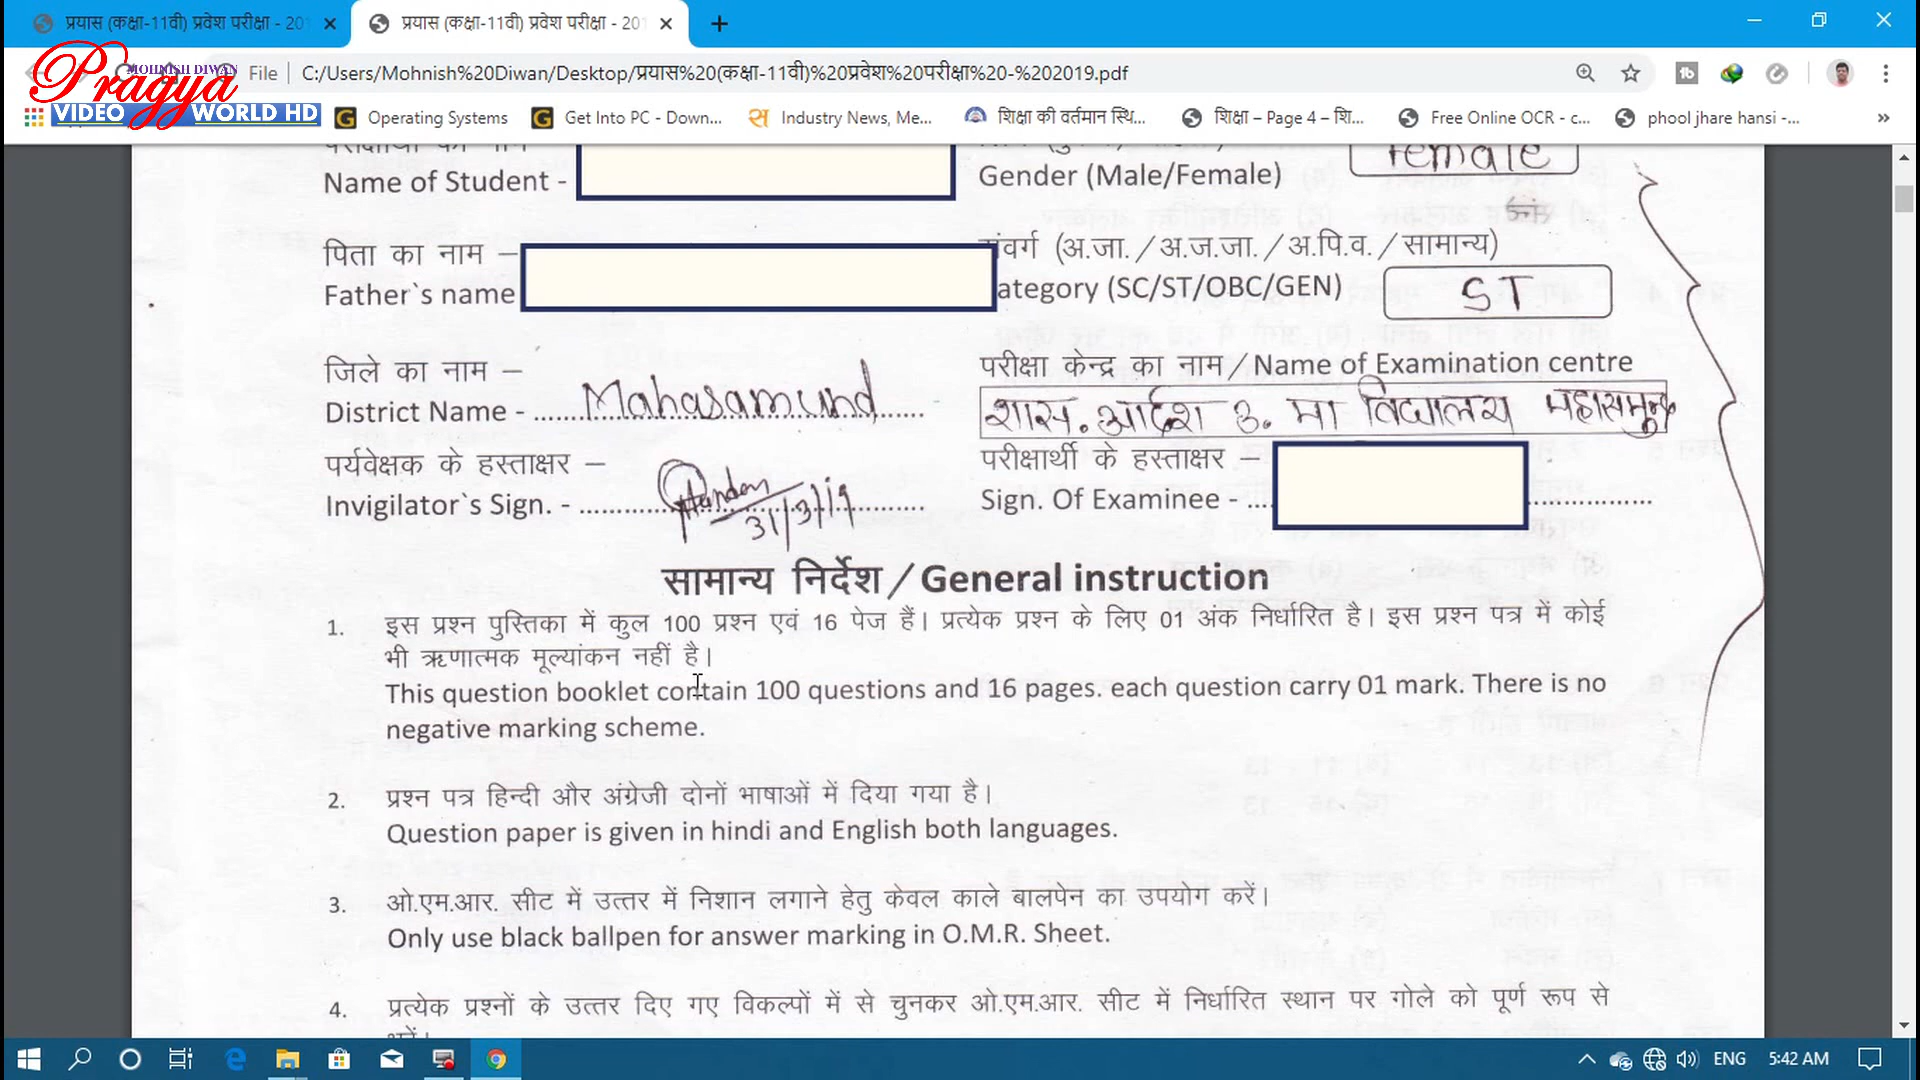 प्रयास (कक्षा-11वी) प्रवेश परीक्षा - 201
प्रयास (कक्षा-11वी) प्रवेश परीक्षा - 201
File C:/Users/Mohnish%20Diwan/Desktop/प्रयास%20(कक्षा-11वी)%20प्रवेश%20परीक्षा%20-%202019.pdf
MOHNISH DIWAN
Pragya
VIDEO WORLD HD
Operating Systems Get Into PC - Down... Industry News, Me... शिक्षा की वर्तमान स्थि... शिक्षा – Page 4 – शि... Free Online OCR - c... phool jhare hansi -... »
Name of Student - Gender (Male/Female) Female
पिता का नाम – संवर्ग (अ.जा./अ.ज.जा./अ.पि.व./सामान्य)
Father`s name ategory (SC/ST/OBC/GEN) ST
जिले का नाम – परीक्षा केन्द्र का नाम/Name of Examination centre
District Name - Mahasamund शास. आर्दश उ. मा विद्यालय महासमुन्द
पर्यवेक्षक के हस्ताक्षर – परीक्षार्थी के हस्ताक्षर –
Invigilator`s Sign. - 31/3/19 Sign. Of Examinee -
सामान्य निर्देश/General instruction
1. इस प्रश्न पुस्तिका में कुल 100 प्रश्न एवं 16 पेज हैं। प्रत्येक प्रश्न के लिए 01 अंक निर्धारित है। इस प्रश्न पत्र में कोई
भी ऋणात्मक मूल्यांकन नहीं है।
This question booklet contain 100 questions and 16 pages. each question carry 01 mark. There is no
negative marking scheme.
2. प्रश्न पत्र हिन्दी और अंग्रेजी दोनों भाषाओं में दिया गया है।
Question paper is given in hindi and English both languages.
3. ओ.एम.आर. सीट में उत्तर में निशान लगाने हेतु केवल काले बालपेन का उपयोग करें।
Only use black ballpen for answer marking in O.M.R. Sheet.
4. प्रत्येक प्रश्नों के उत्तर दिए गए विकल्पों में से चुनकर ओ.एम.आर. सीट में निर्धारित स्थान पर गोले को पूर्ण रूप से
ENG 5:42 AM